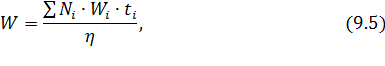 W = ∑ N_i · W_i · t_i / η, (9.5)